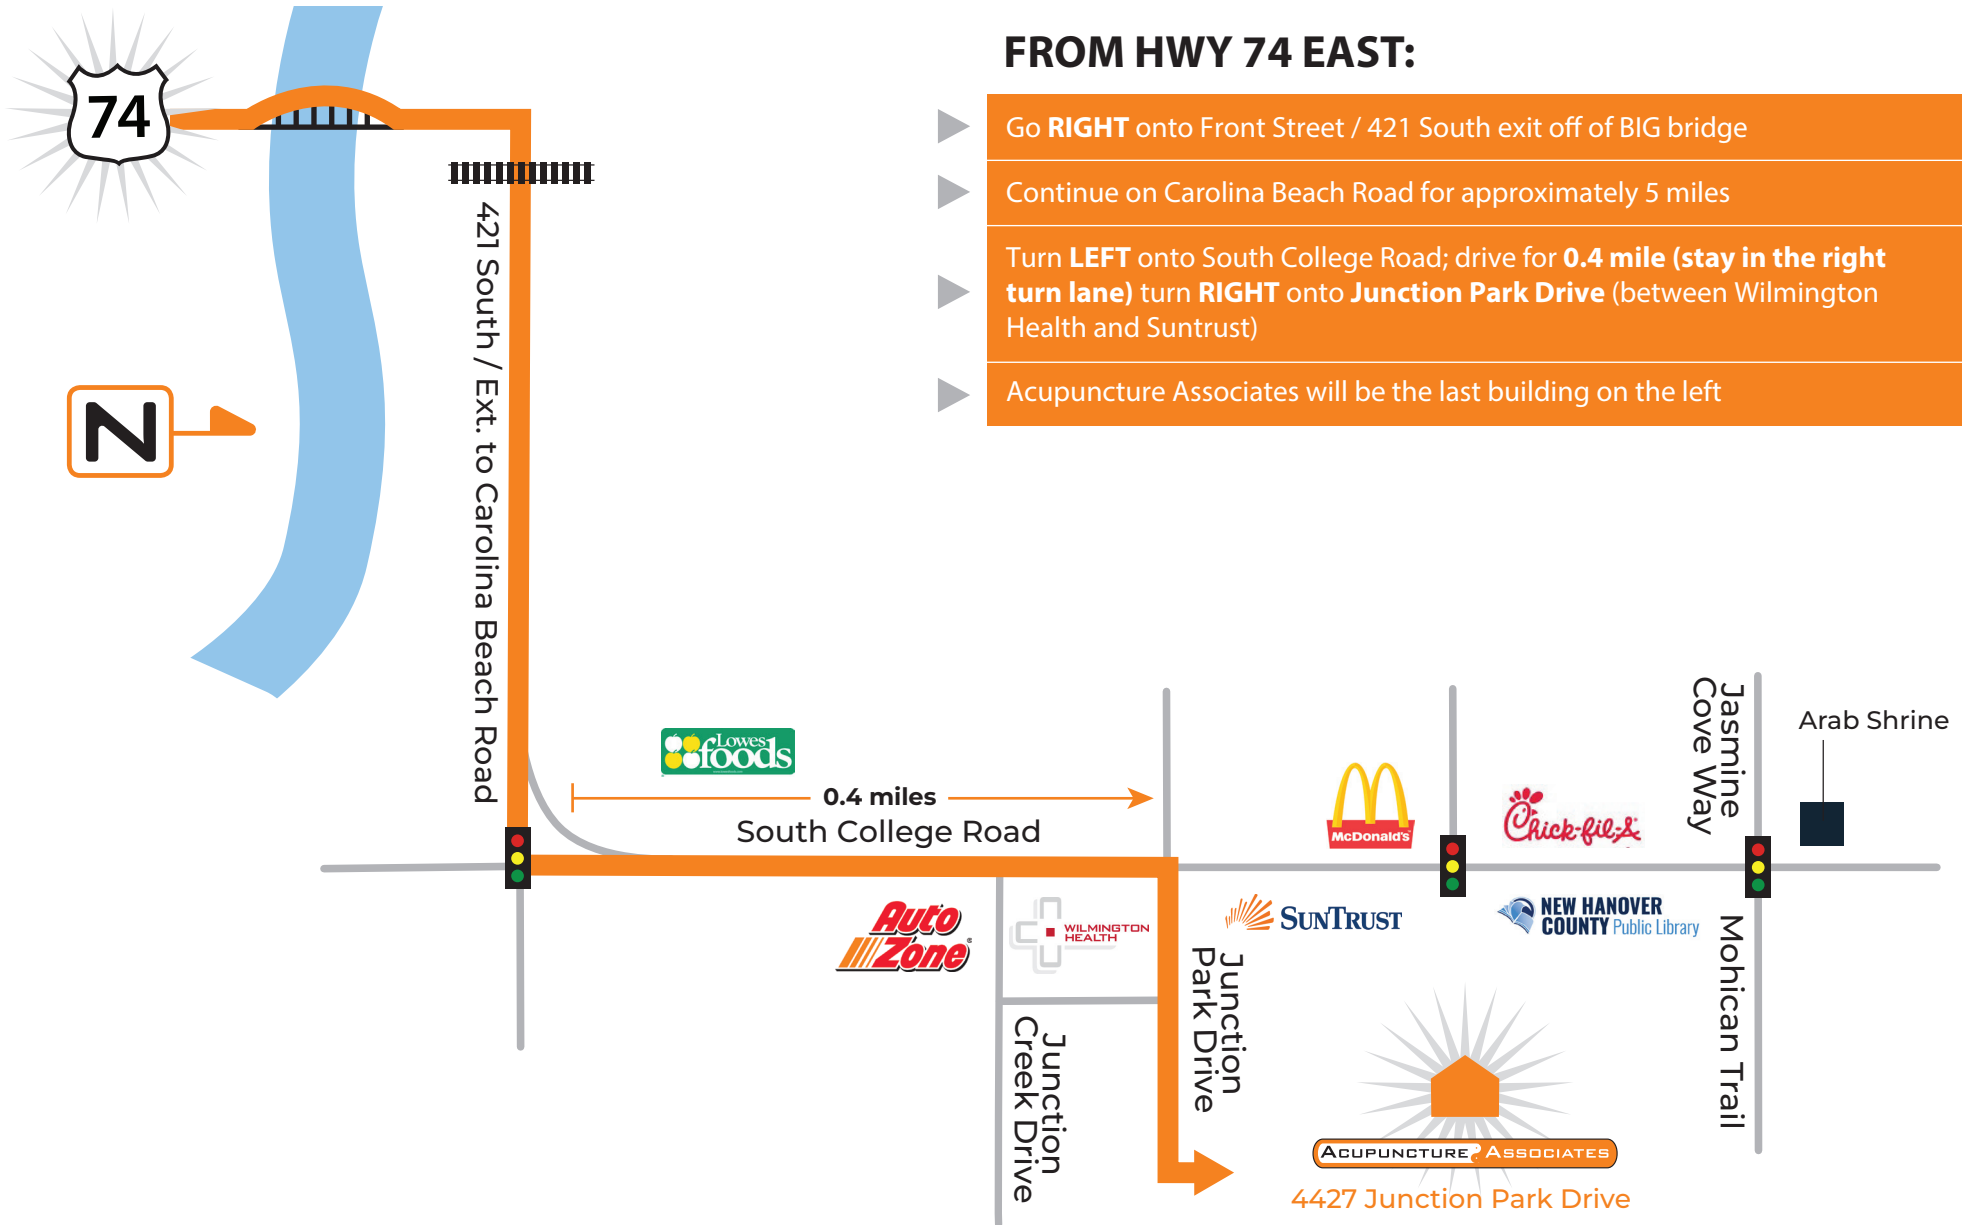 FROM HWY 74 EAST:
Go RIGHT onto Front Street / 421 South exit off of BIG bridge
Continue on Carolina Beach Road for approximately 5 miles
Turn LEFT onto South College Road; drive for 0.4 mile (stay in the right
turn lane) turn RIGHT onto Junction Park Drive (between Wilmington
Health and Suntrust)
Acupuncture Associates will be the last building on the left
74
421 South / Ext. to Carolina Beach Road
N
Lowes
foods
0.4 miles
South College Road
McDonald's
Chick-fil-A
Jasmine
Cove Way
Arab Shrine
Auto
Zone
WILMINGTON
HEALTH
SUNTRUST
NEW HANOVER
COUNTY Public Library
Junction
Park Drive
Junction
Creek Drive
Mohican Trail
ACUPUNCTURE ASSOCIATES
4427 Junction Park Drive